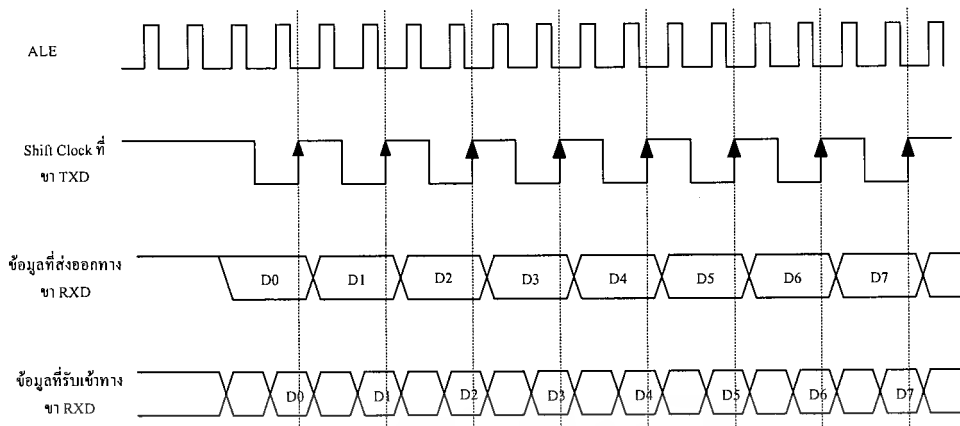 ALE
Shift Clock ที่
ขา TXD
ข้อมูลที่ส่งออกทาง
ขา RXD
D0 D1 D2 D3 D4 D5 D6 D7
ข้อมูลที่รับเข้าทาง
ขา RXD
D0 D1 D2 D3 D4 D5 D6 D7